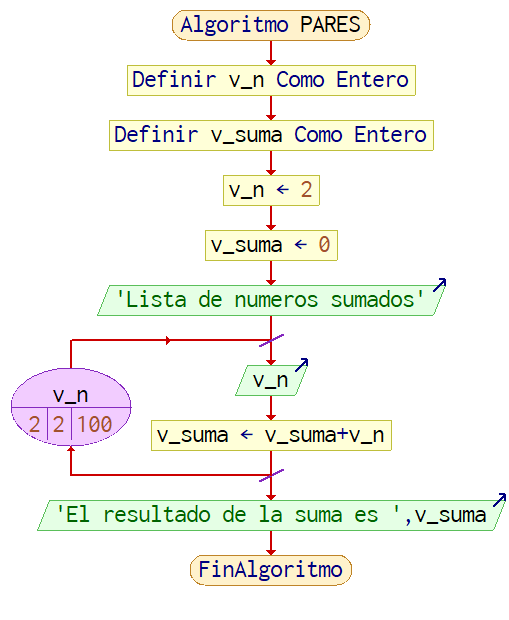 Algoritmo PARES
Definir v_n Como Entero
Definir v_suma Como Entero
v_n ← 2
v_suma ← 0
'Lista de numeros sumados'
v_n
v_n
2 2 100
v_suma ← v_suma+v_n
'El resultado de la suma es ',v_suma
FinAlgoritmo